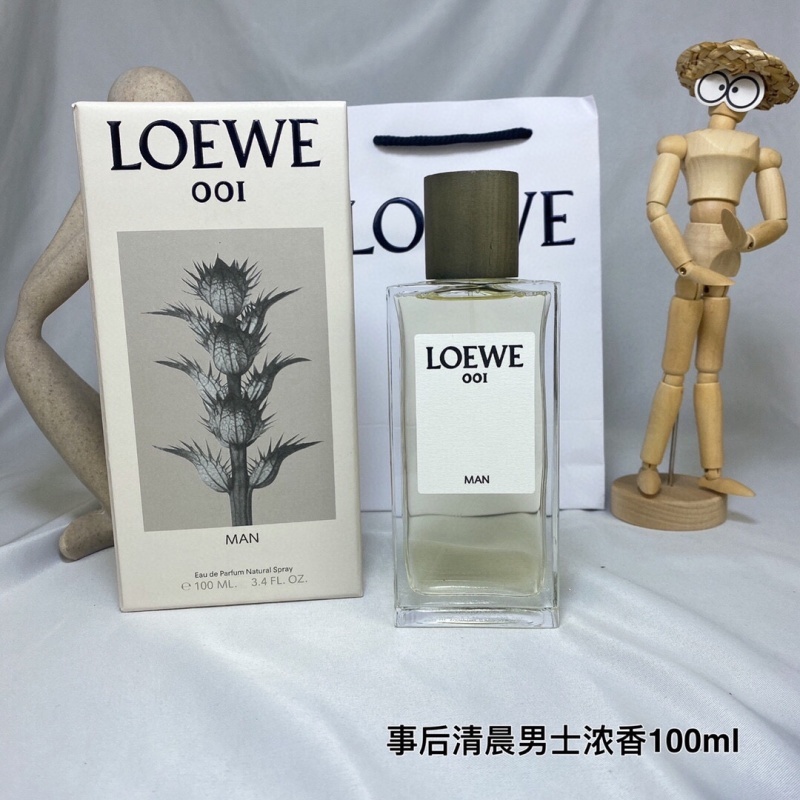 LOEWE
001
MAN
Eau de Parfum Natural Spray
℮ 100 ML. 3.4 FL. OZ.
LOEWE
LOEWE
001
MAN
事后清晨男士浓香100ml